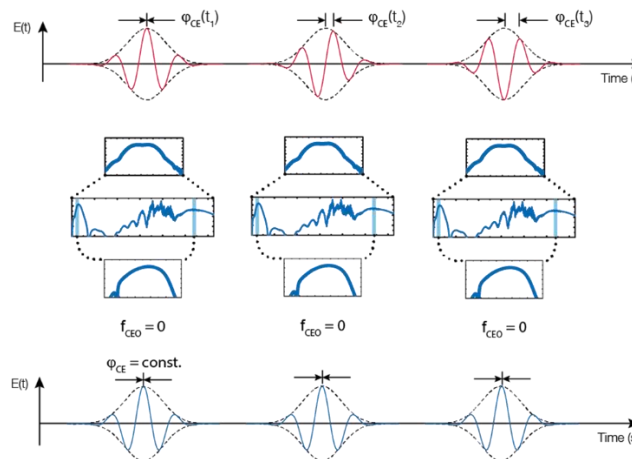 E(t)
φCE(t1)
φCE(t2)
φCE(t3)
Time (
fCEO = 0
fCEO = 0
fCEO = 0
φCE = const.
E(t)
Time (s